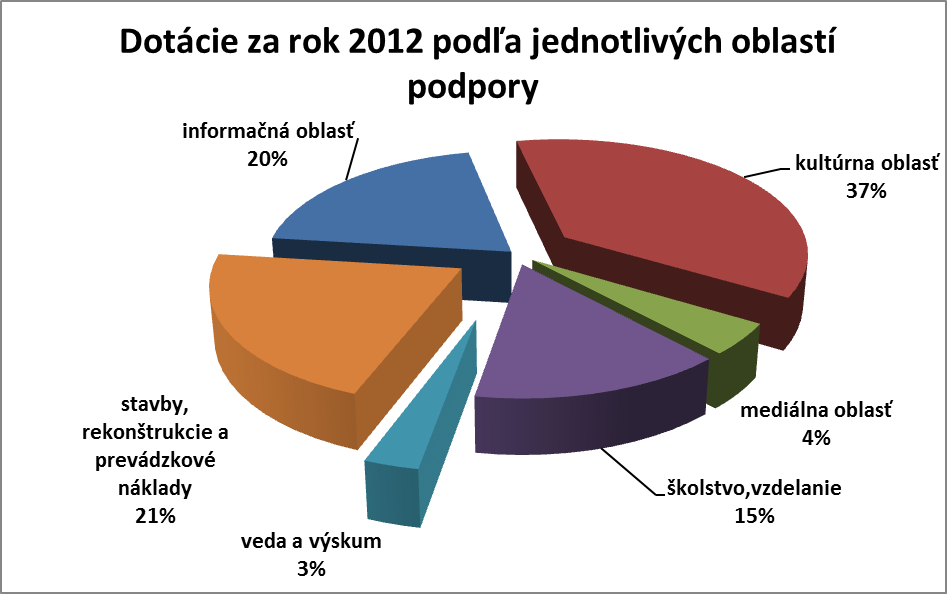 Dotácie za rok 2012 podľa jednotlivých oblastí
podpory
informačná oblasť
20%
kultúrna oblasť
37%
mediálna oblasť
4%
školstvo,vzdelanie
15%
veda a výskum
3%
stavby,
rekonštrukcie a
prevádzkové
náklady
21%